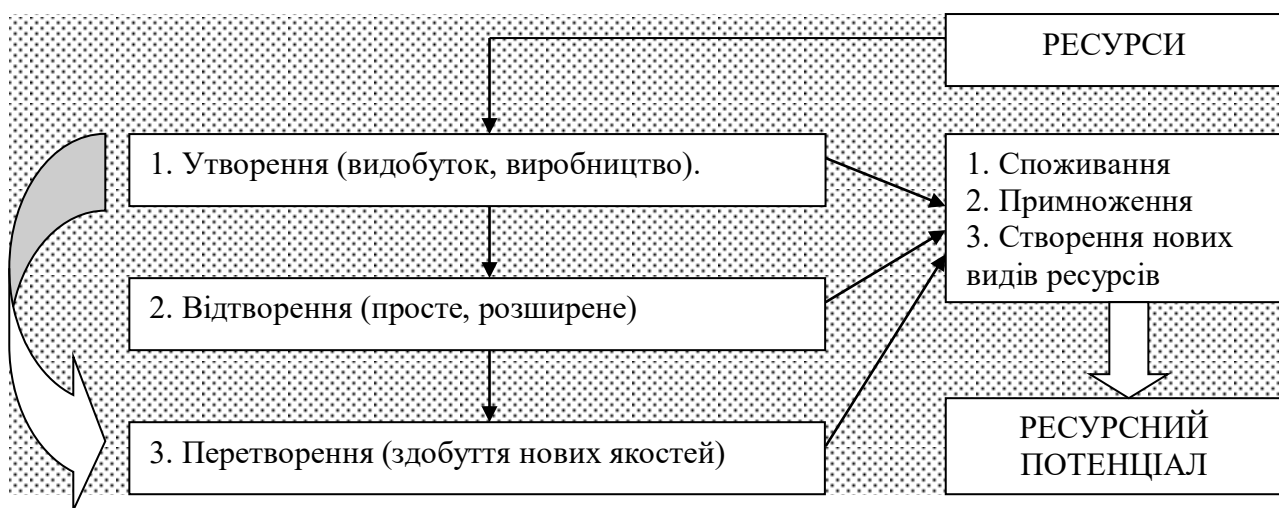 РЕСУРСИ
1. Утворення (видобуток, виробництво).
2. Відтворення (просте, розширене)
3. Перетворення (здобуття нових якостей)
1. Споживання
2. Примноження
3. Створення нових
видів ресурсів
РЕСУРСНИЙ
ПОТЕНЦІАЛ